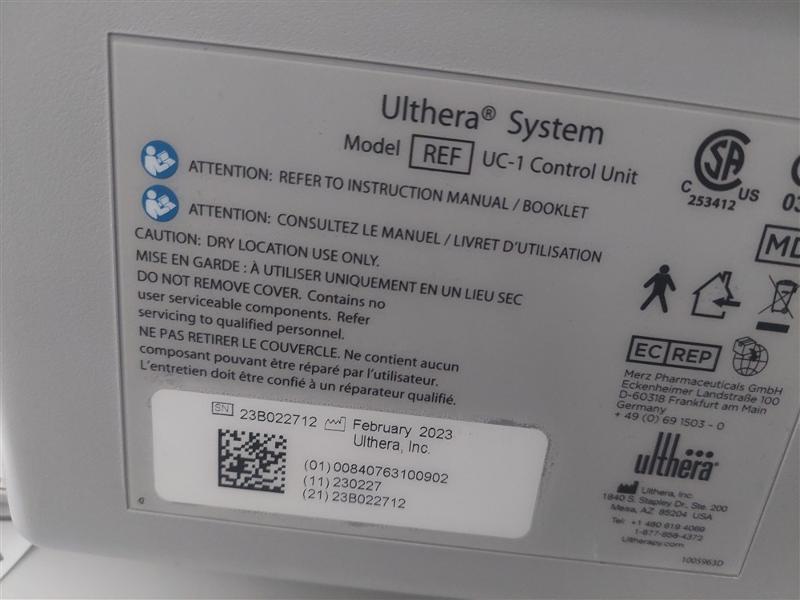 Ulthera® System
Model REF UC-1 Control Unit
ATTENTION: REFER TO INSTRUCTION MANUAL / BOOKLET
ATTENTION: CONSULTEZ LE MANUEL / LIVRET D'UTILISATION
CAUTION: DRY LOCATION USE ONLY.
MISE EN GARDE : À UTILISER UNIQUEMENT EN UN LIEU SEC
DO NOT REMOVE COVER. Contains no
user serviceable components. Refer
servicing to qualified personnel.
NE PAS RETIRER LE COUVERCLE. Ne contient aucun
composant pouvant être réparé par l'utilisateur.
L'entretien doit être confié à un réparateur qualifié.
SN 23B022712 February 2023
Ulthera, Inc.
(01) 00840763100902
(11) 230227
(21) 23B022712
SA
C US
253412
03
MD
EC REP
Merz Pharmaceuticals GmbH
Eckenheimer Landstraße 100
D-60318 Frankfurt am Main
Germany
+ 49 (0) 69 1503 - 0
ulthera
Ulthera, Inc.
1840 S. Stapley Dr., Ste. 200
Mesa, AZ 85204 USA
Tel: +1 480 619 4069
1-877-858-4372
Ultherapy.com
1005963D